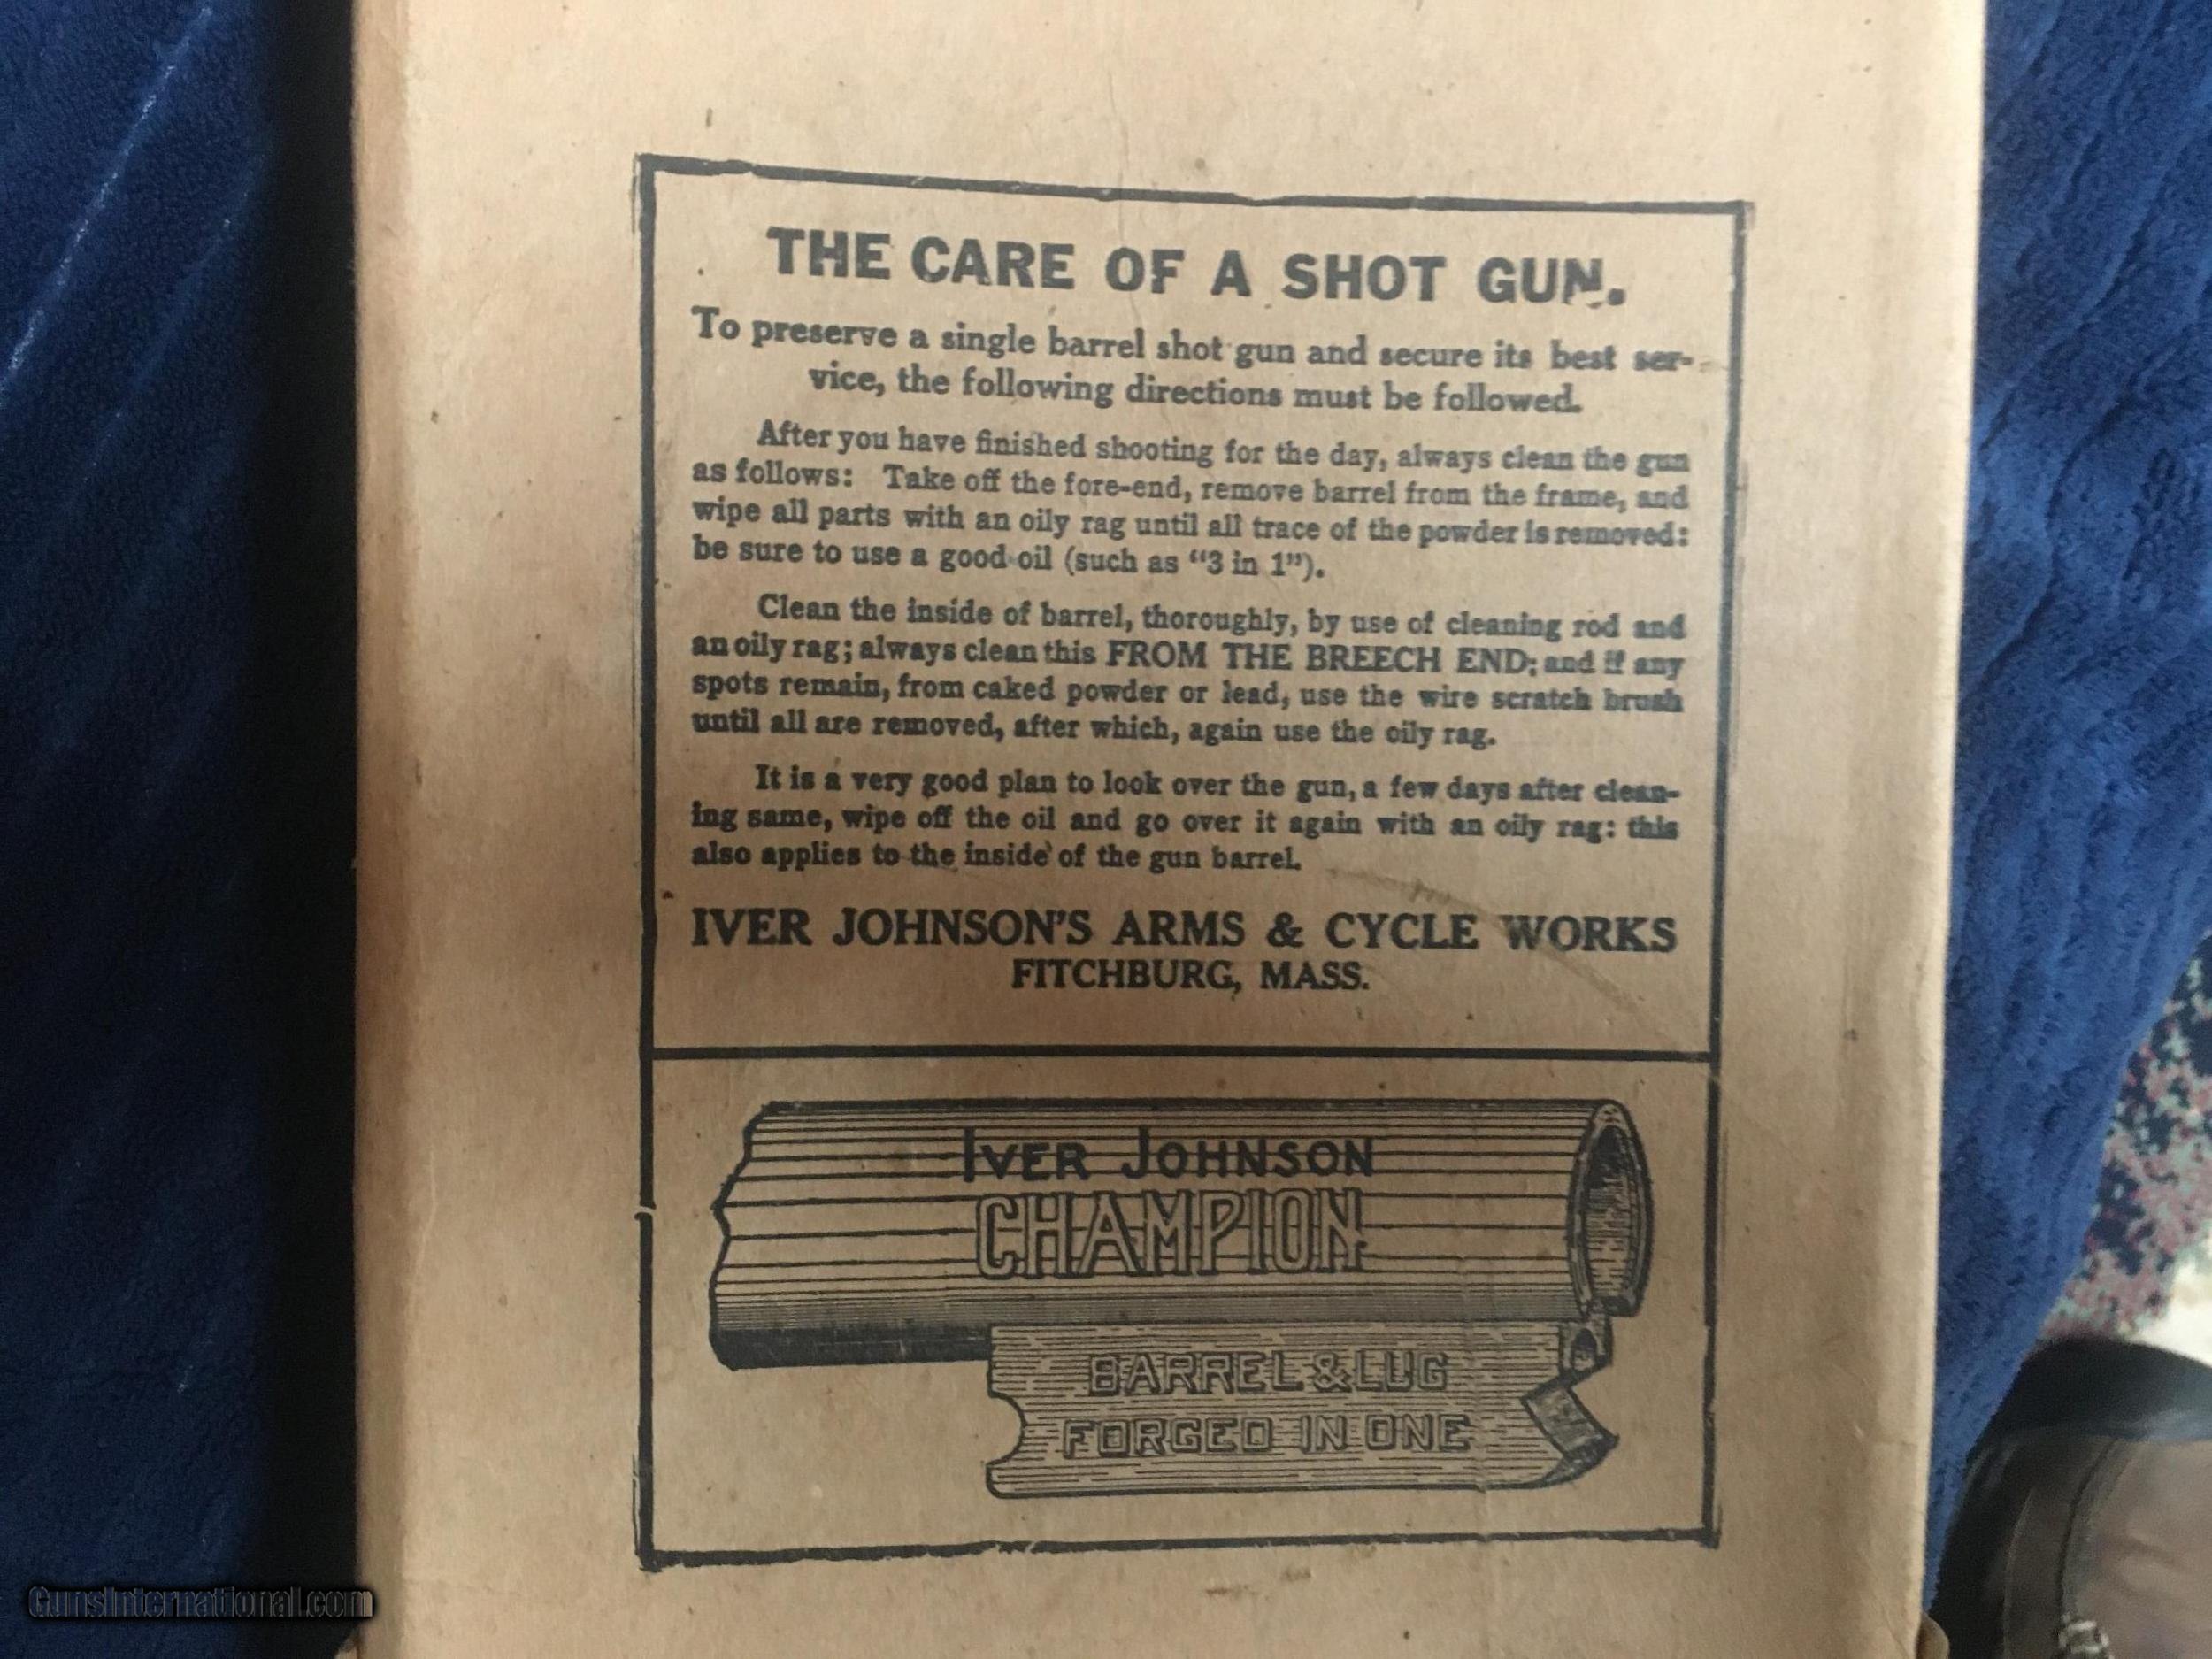 THE CARE OF A SHOT GUN.
To preserve a single barrel shot gun and secure its best ser-
vice, the following directions must be followed.
After you have finished shooting for the day, always clean the gun
as follows: Take off the fore-end, remove barrel from the frame, and
wipe all parts with an oily rag until all trace of the powder is removed:
be sure to use a good oil (such as "3 in 1").
Clean the inside of barrel, thoroughly, by use of cleaning rod and
an oily rag; always clean this FROM THE BREECH END; and if any
spots remain, from caked powder or lead, use the wire scratch brush
until all are removed, after which, again use the oily rag.
It is a very good plan to look over the gun, a few days after clean-
ing same, wipe off the oil and go over it again with an oily rag: this
also applies to the inside of the gun barrel.
IVER JOHNSON'S ARMS & CYCLE WORKS
FITCHBURG, MASS.
IVER JOHNSON
CHAMPION
BARREL & LUG
FORGED IN ONE
GunsInternational.com